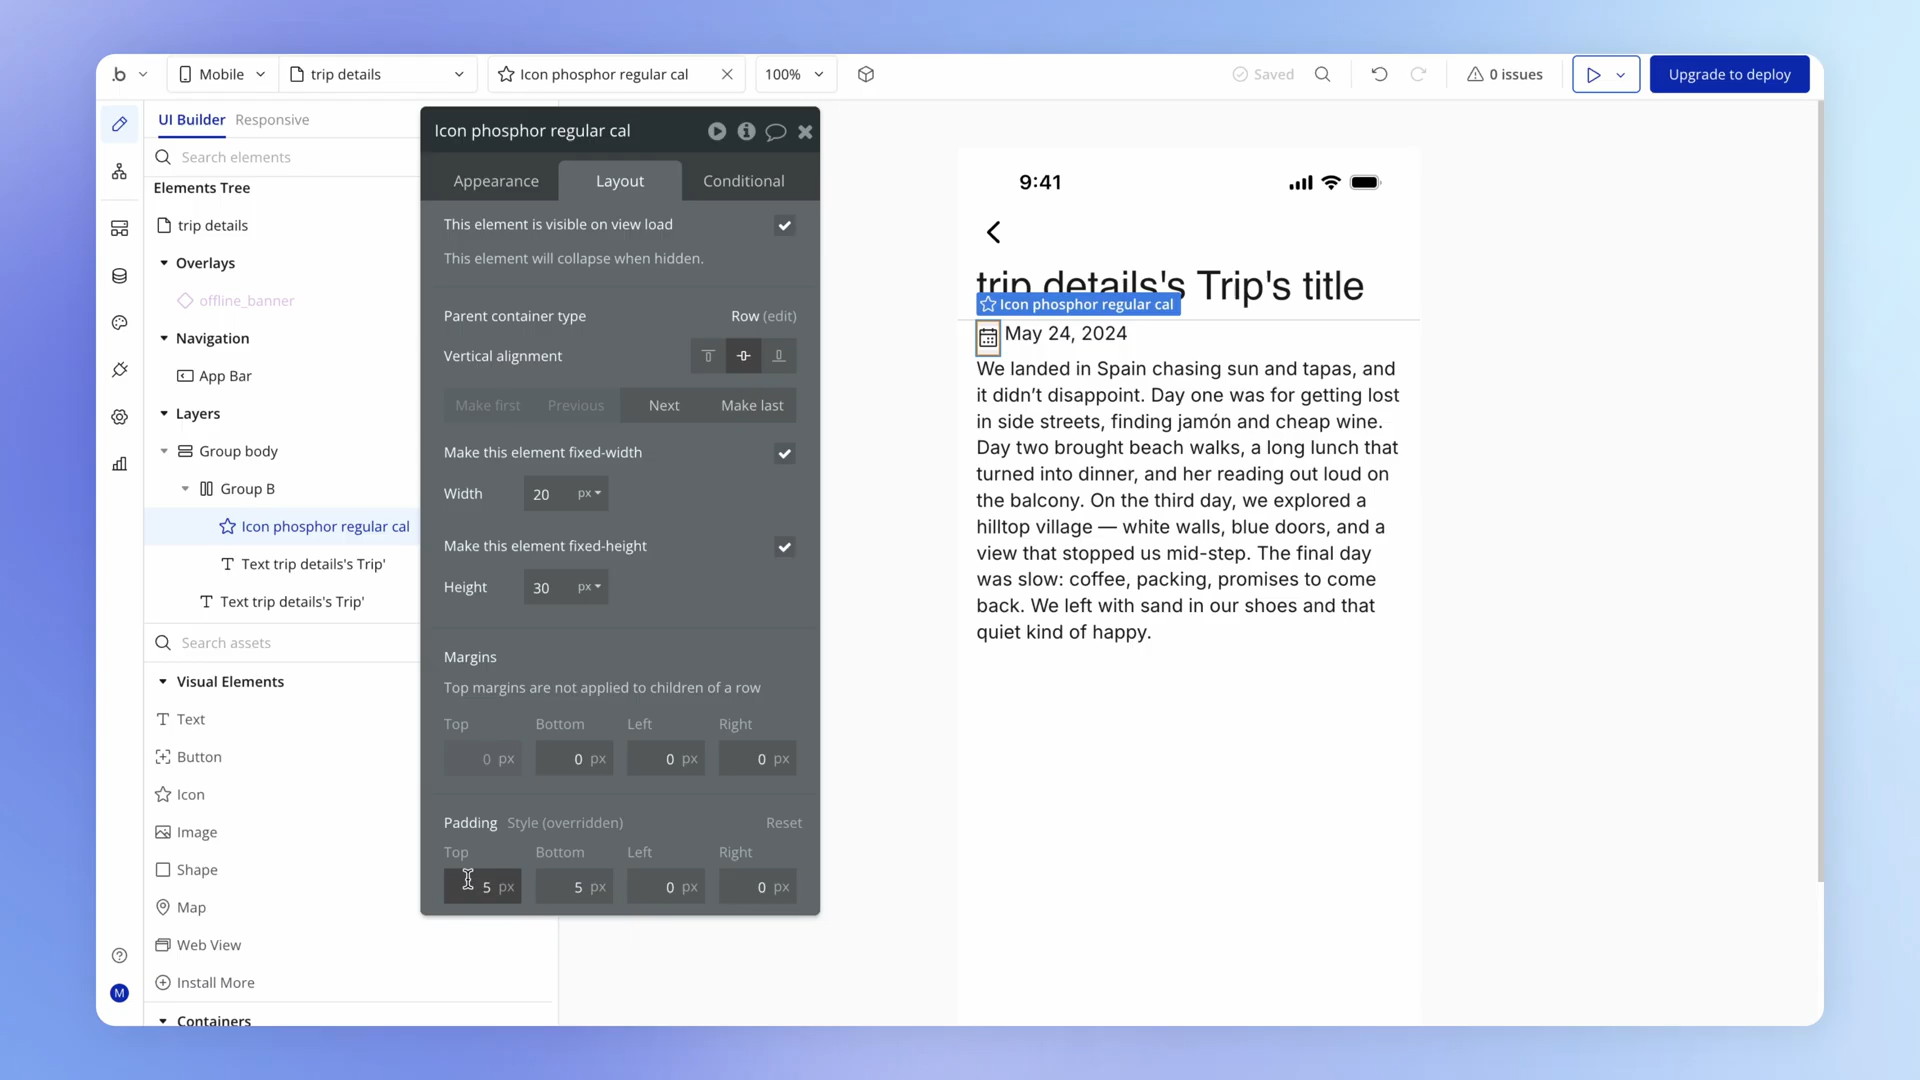 .b
Mobile
trip details
Icon phosphor regular cal
100%
Saved
0 issues
Upgrade to deploy
UI Builder
Responsive
Search elements
Elements Tree
trip details
Overlays
offline_banner
Navigation
App Bar
Layers
Group body
Group B
Icon phosphor regular cal
Text trip details's Trip'
Text trip details's Trip'
Search assets
Visual Elements
Text
Button
Icon
Image
Shape
Map
Web View
Install More
Containers
M
Icon phosphor regular cal
Appearance
Layout
Conditional
This element is visible on view load
This element will collapse when hidden.
Parent container type
Row (edit)
Vertical alignment
Make first
Previous
Next
Make last
Make this element fixed-width
Width
20 px
Make this element fixed-height
Height
30 px
Margins
Top margins are not applied to children of a row
Top Bottom Left Right
0 px 0 px 0 px 0 px
Padding Style (overridden) Reset
Top Bottom Left Right
5 px 5 px 0 px 0 px
9:41
trip details's Trip's title
Icon phosphor regular cal
May 24, 2024
We landed in Spain chasing sun and tapas, and
it didn’t disappoint. Day one was for getting lost
in side streets, finding jamón and cheap wine.
Day two brought beach walks, a long lunch that
turned into dinner, and her reading out loud on
the balcony. On the third day, we explored a
hilltop village — white walls, blue doors, and a
view that stopped us mid-step. The final day
was slow: coffee, packing, promises to come
back. We left with sand in our shoes and that
quiet kind of happy.